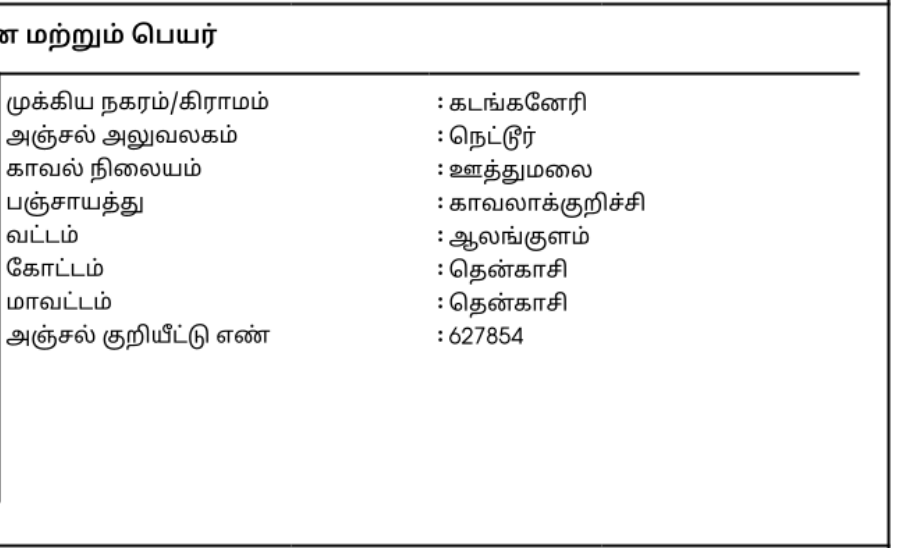 மற்றும் பெயர்
முக்கிய நகரம்/கிராமம் : கடங்கனேரி
அஞ்சல் அலுவலகம் : நெட்டூர்
காவல் நிலையம் : ஊத்துமலை
பஞ்சாயத்து : காவலாக்குறிச்சி
வட்டம் : ஆலங்குளம்
கோட்டம் : தென்காசி
மாவட்டம் : தென்காசி
அஞ்சல் குறியீட்டு எண் : 627854